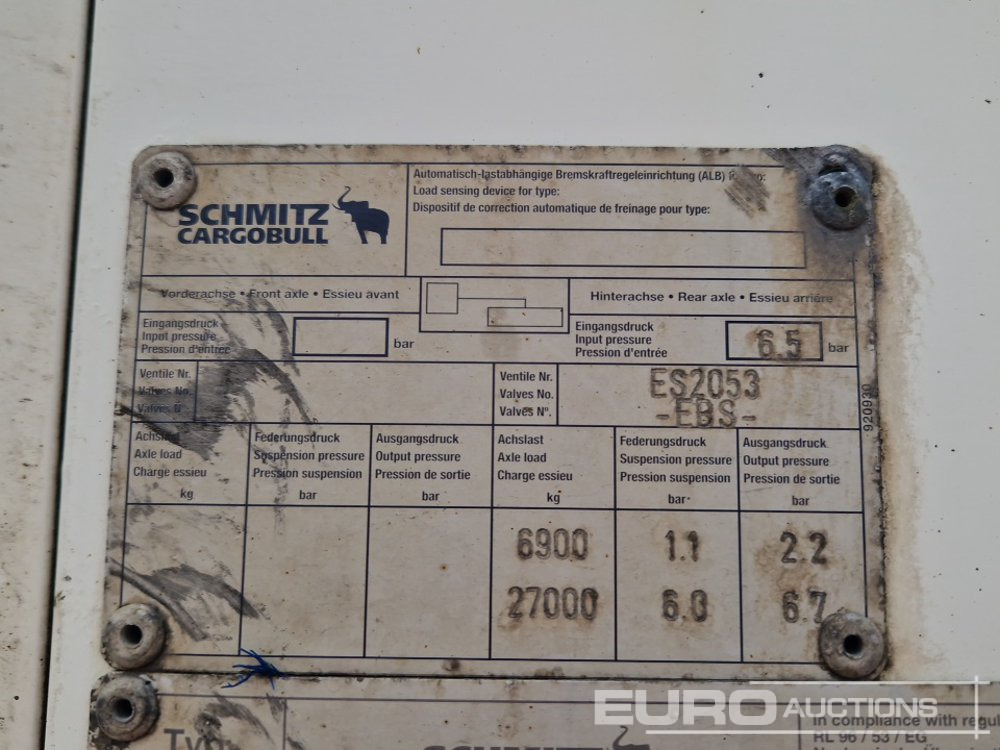 SCHMITZ
CARGOBULL
Automatisch-lastabhängige Bremskraftregeleinrichtung (ALB)
Load sensing device for type:
Dispositif de correction automatique de freinage pour type:
Vorderachse • Front axle • Essieu avant
Hinterachse • Rear axle • Essieu arrière
Eingangsdruck
Input pressure
Pression d'entrée
bar
Eingangsdruck
Input pressure
Pression d'entrée
6.5 bar
Ventile Nr.
Valves No.
Valves N°.
Ventile Nr.
Valves No.
Valves N°.
ES2053
-EBS-
920930
Achslast
Axle load
Charge essieu
kg
Federungsdruck
Suspension pressure
Pression suspension
bar
Ausgangsdruck
Output pressure
Pression de sortie
bar
Achslast
Axle load
Charge essieu
kg
Federungsdruck
Suspension pressure
Pression suspension
bar
Ausgangsdruck
Output pressure
Pression de sortie
bar
6900 1.1 2.2
27000 6.0 6.7
EURO AUCTIONS
In compliance with
RL 96 / 53 / EG
SCHMITZ